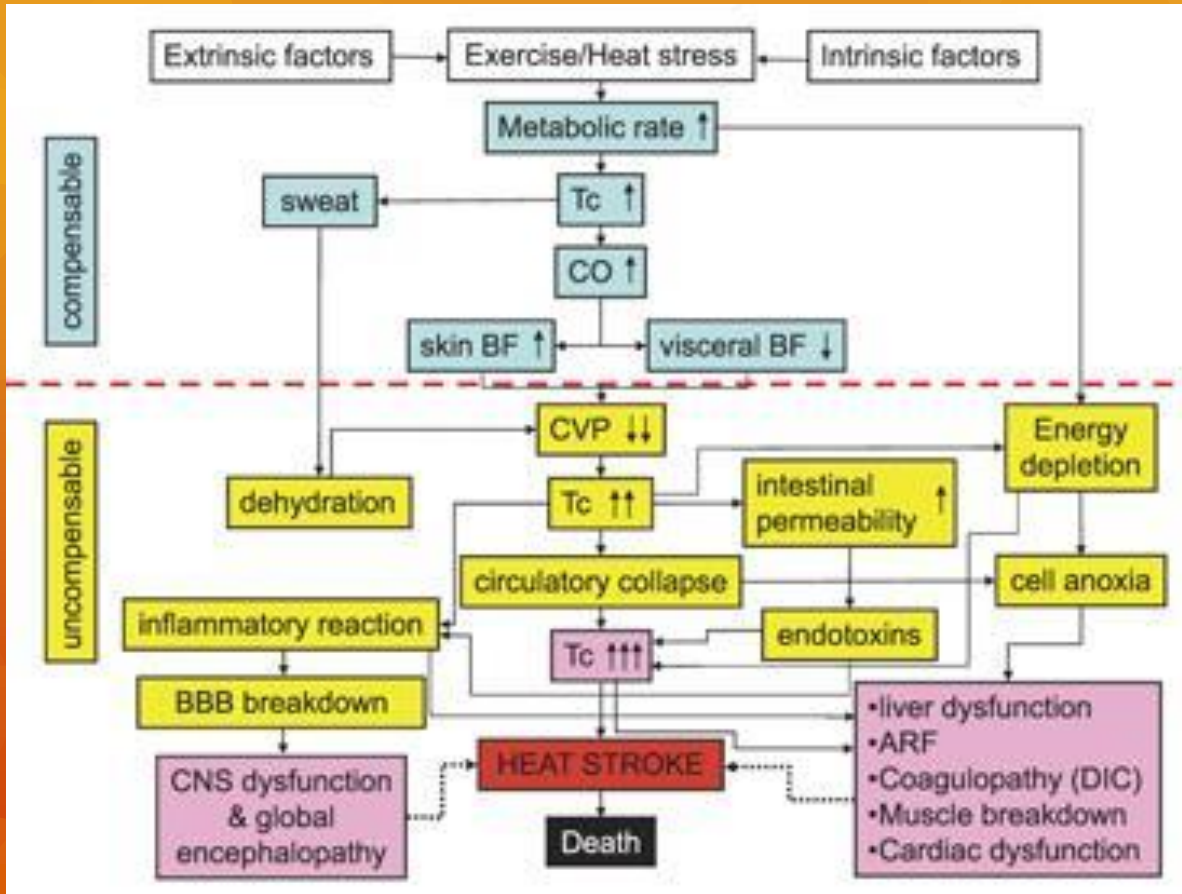 Extrinsic factors
Exercise/Heat stress
Intrinsic factors
Metabolic rate ↑
compensable
sweat
Tc ↑
CO ↑
skin BF ↑
visceral BF ↓
uncompensable
CVP ↓↓
Energy
depletion
dehydration
Tc ↑↑
intestinal
permeability ↑
circulatory collapse
cell anoxia
inflammatory reaction
Tc ↑↑↑
endotoxins
BBB breakdown
•liver dysfunction
•ARF
•Coagulopathy (DIC)
•Muscle breakdown
•Cardiac dysfunction
HEAT STROKE
CNS dysfunction
& global
encephalopathy
Death